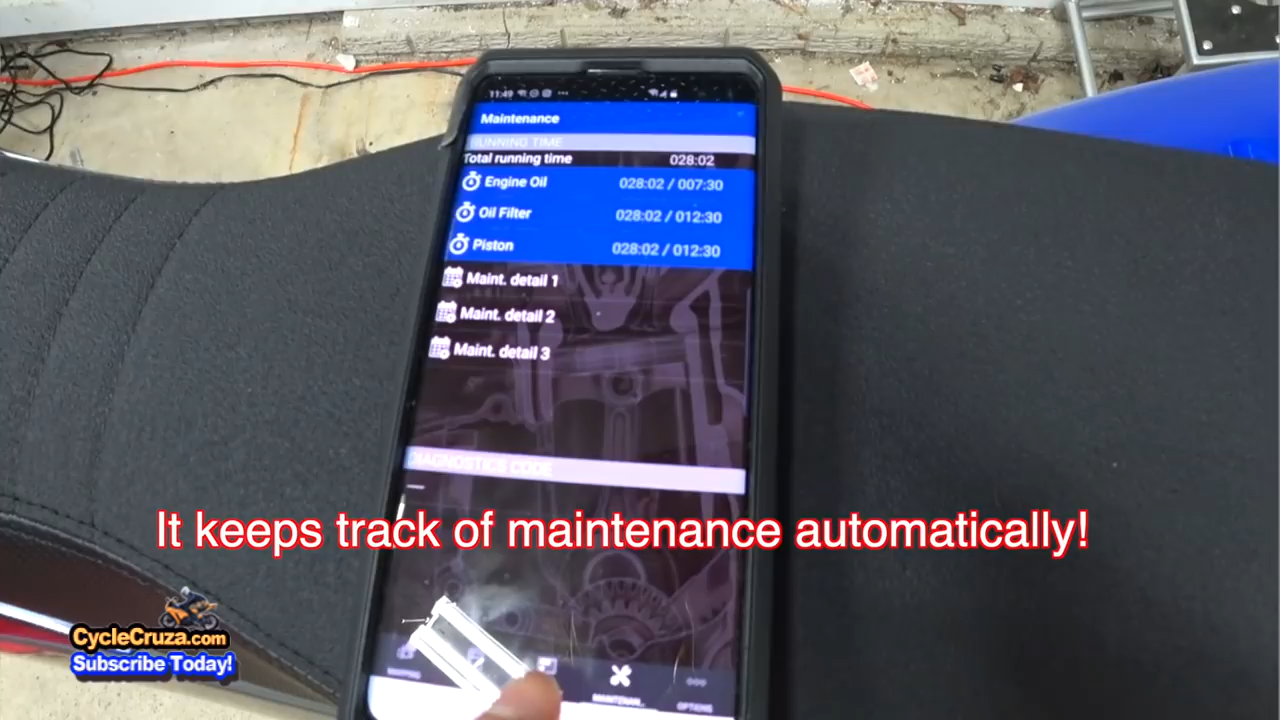 11:49
Maintenance
RUNNING TIME
Total running time 028:02
Engine Oil 028:02 / 007:30
Oil Filter 028:02 / 012:30
Piston 028:02 / 012:30
Maint. detail 1
Maint. detail 2
Maint. detail 3
DIAGNOSTICS CODE
It keeps track of maintenance automatically!
CycleCruza.com
Subscribe Today!
MAINTENAN...
OPTIONS